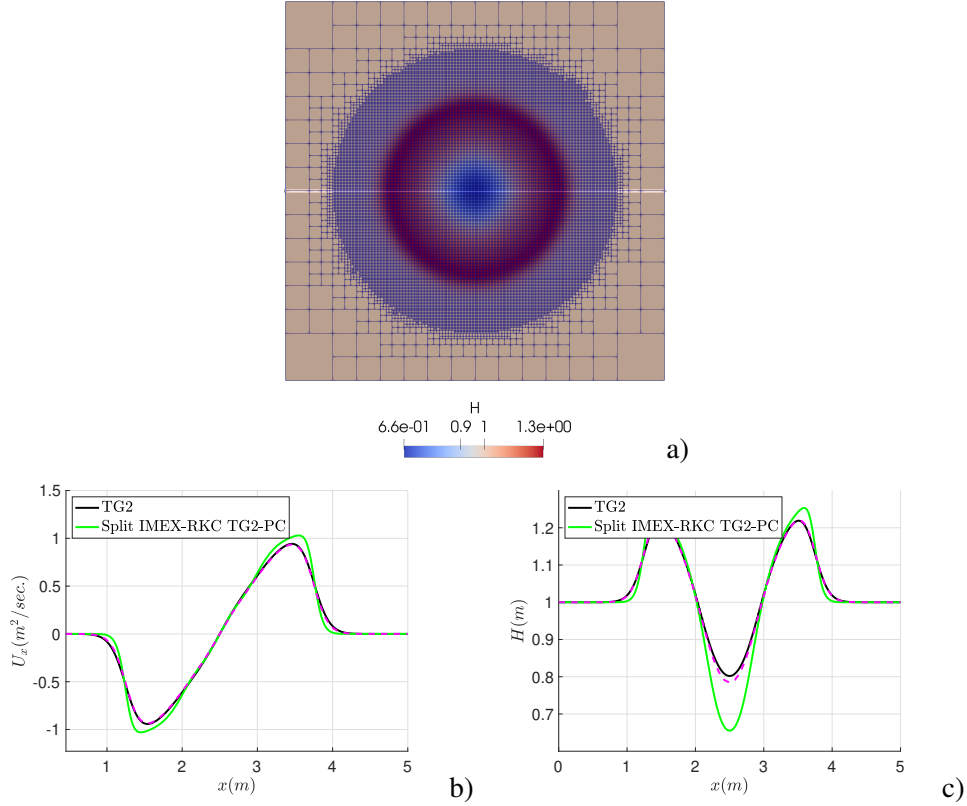 H
6.6e-01 0.9 1 1.3e+00
a)
1.5
TG2
Split IMEX-RKC TG2-PC
1
0.5
0
-0.5
-1
U_x(m^2/sec.)
1 2 3 4 5
x(m)
b)
TG2
Split IMEX-RKC TG2-PC
1.2
1.1
1
0.9
0.8
0.7
H(m)
0 1 2 3 4 5
x(m)
c)